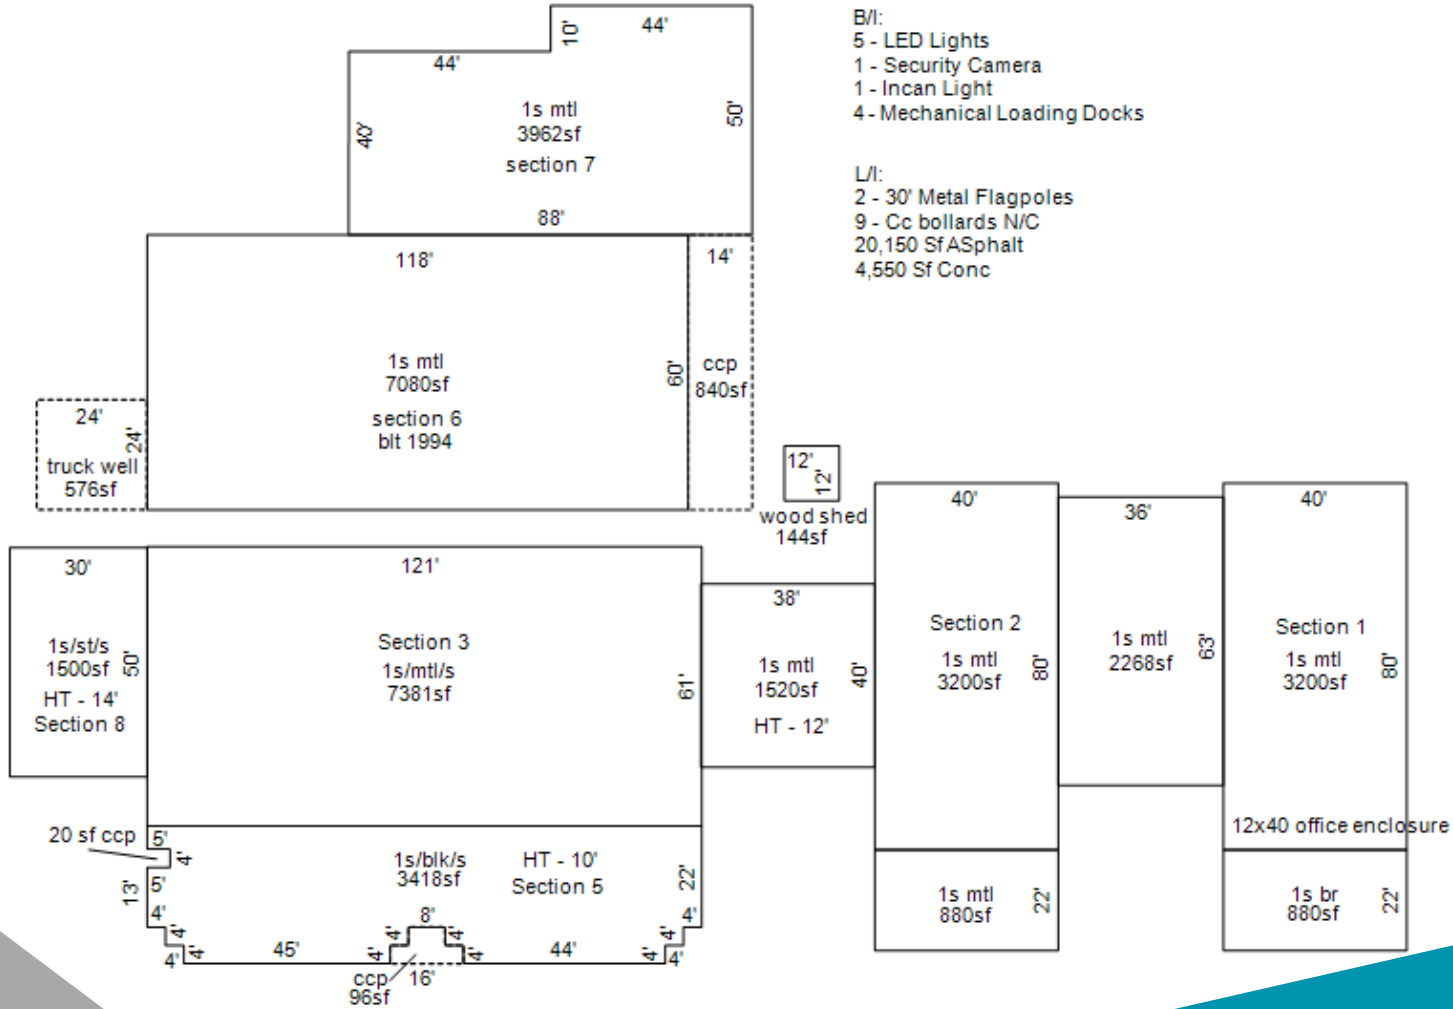 44'
10'
44'
1s mtl
3962sf
section 7
40'
50'
88'
B/I:
5 - LED Lights
1 - Security Camera
1 - Incan Light
4 - Mechanical Loading Docks
L/I:
2 - 30' Metal Flagpoles
9 - Cc bollards N/C
20,150 Sf ASphalt
4,550 Sf Conc
118'
14'
1s mtl
7080sf
section 6
blt 1994
60'
ccp
840sf
24'
24'
truck well
576sf
12'
12'
wood shed
144sf
30'
1s/st/s
1500sf
50'
HT - 14'
Section 8
121'
Section 3
1s/mtl/s
7381sf
61'
38'
1s mtl
1520sf
40'
HT - 12'
40'
Section 2
1s mtl
3200sf
80'
36'
1s mtl
2268sf
63'
40'
Section 1
1s mtl
3200sf
80'
12x40 office enclosure
20 sf ccp
5'
4'
13'
5'
4'
4'
4'
4'
45'
1s/blk/s
3418sf
HT - 10'
Section 5
22'
8'
4'
4'
4'
4'
44'
4'
4'
4'
4'
ccp
96sf
16'
1s mtl
880sf
22'
1s br
880sf
22'